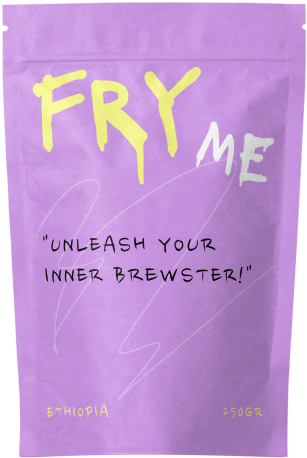 FRY
ME
"UNLEASH YOUR
INNER BREWSTER!"
ETHIOPIA 250GR